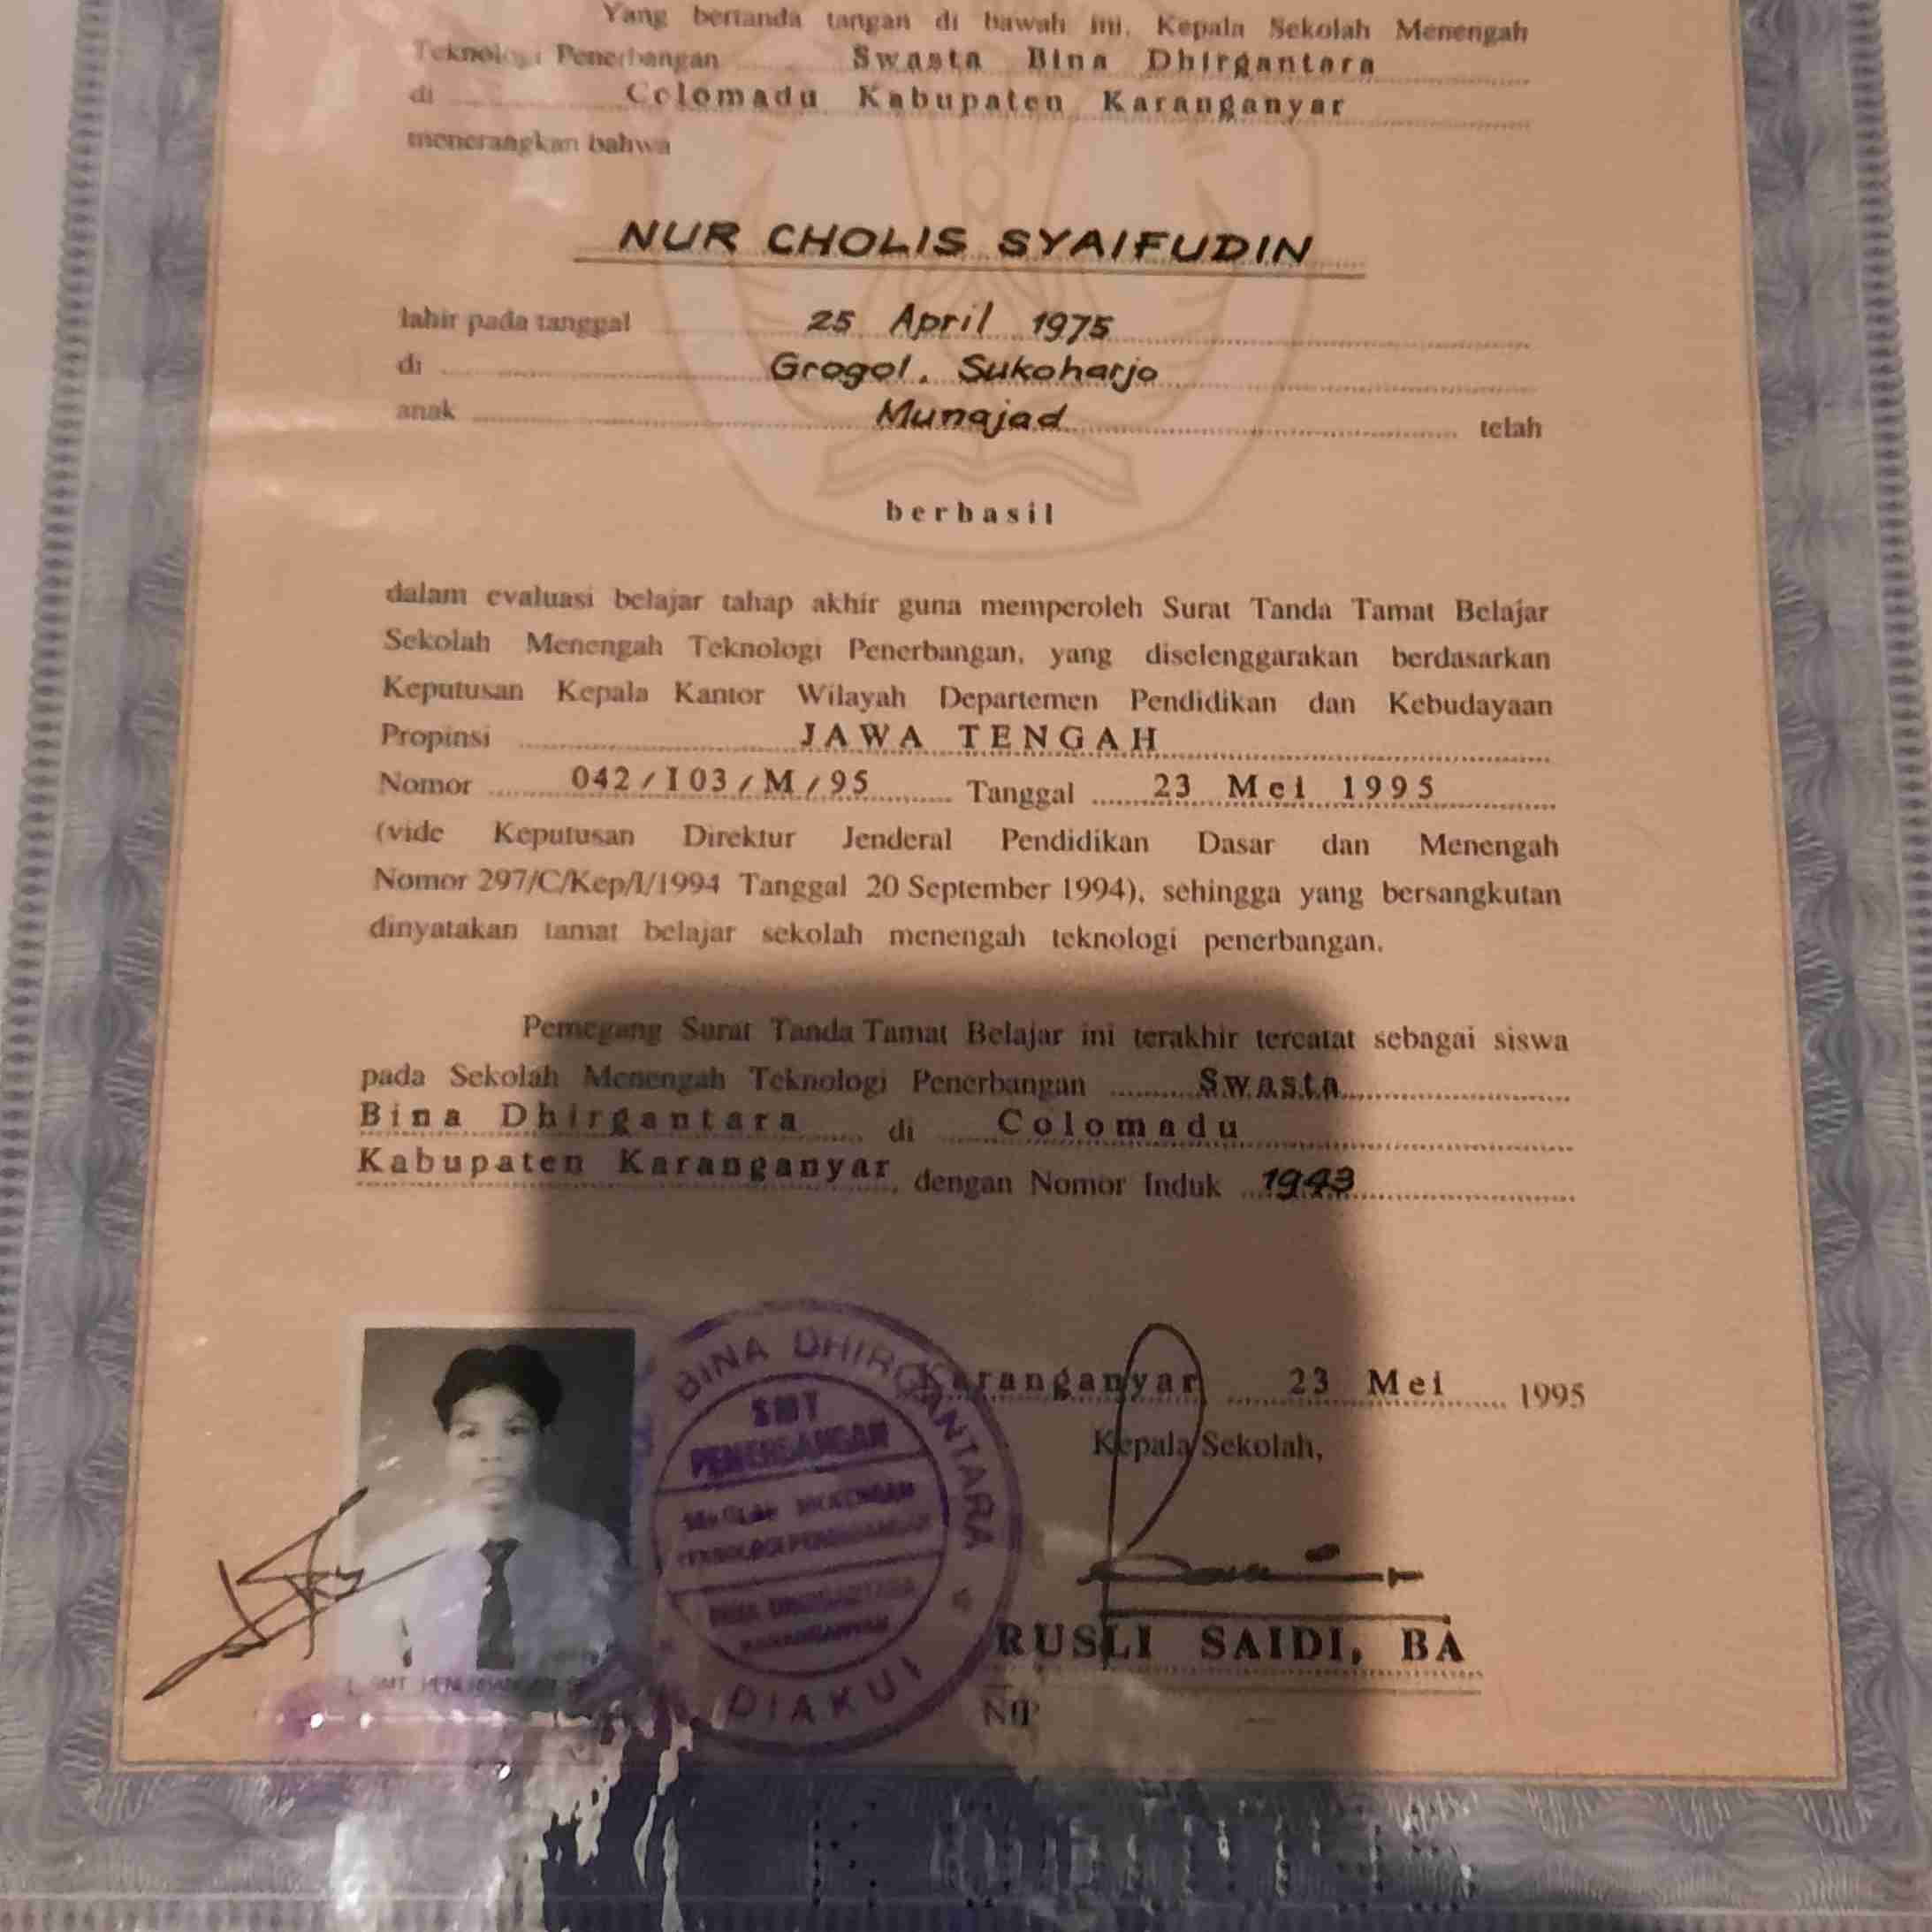 Yang bertanda tangan di bawah ini, Kepala Sekolah Menengah
Teknologi Penerbangan Swasta Bina Dhirgantara
di Colomadu Kabupaten Karanganyar
menerangkan bahwa
NUR CHOLIS SYAIFUDIN
lahir pada tanggal 25 April 1975
di Grogol, Sukoharjo
anak Munajad telah
berhasil
dalam evaluasi belajar tahap akhir guna memperoleh Surat Tanda Tamat Belajar
Sekolah Menengah Teknologi Penerbangan, yang diselenggarakan berdasarkan
Keputusan Kepala Kantor Wilayah Departemen Pendidikan dan Kebudayaan
Propinsi JAWA TENGAH
Nomor 042/I03/M/95 Tanggal 23 Mei 1995
(vide Keputusan Direktur Jenderal Pendidikan Dasar dan Menengah
Nomor 297/C/Kep/I/1994 Tanggal 20 September 1994), sehingga yang bersangkutan
dinyatakan tamat belajar sekolah menengah teknologi penerbangan.
Pemegang Surat Tanda Tamat Belajar ini terakhir tercatat sebagai siswa
pada Sekolah Menengah Teknologi Penerbangan Swasta
Bina Dhirgantara di Colomadu
Kabupaten Karanganyar, dengan Nomor Induk 1943
Karanganyar 23 Mei 1995
Kepala Sekolah,
BINA DHIRGANTARA
SMT
PENERBANGAN
SEKOLAH MENENGAH
TEKNOLOGI PENERBANGAN
BINA DHIRGANTARA
KARANGANYAR
DIAKUI
RUSLI SAIDI, BA
NIP